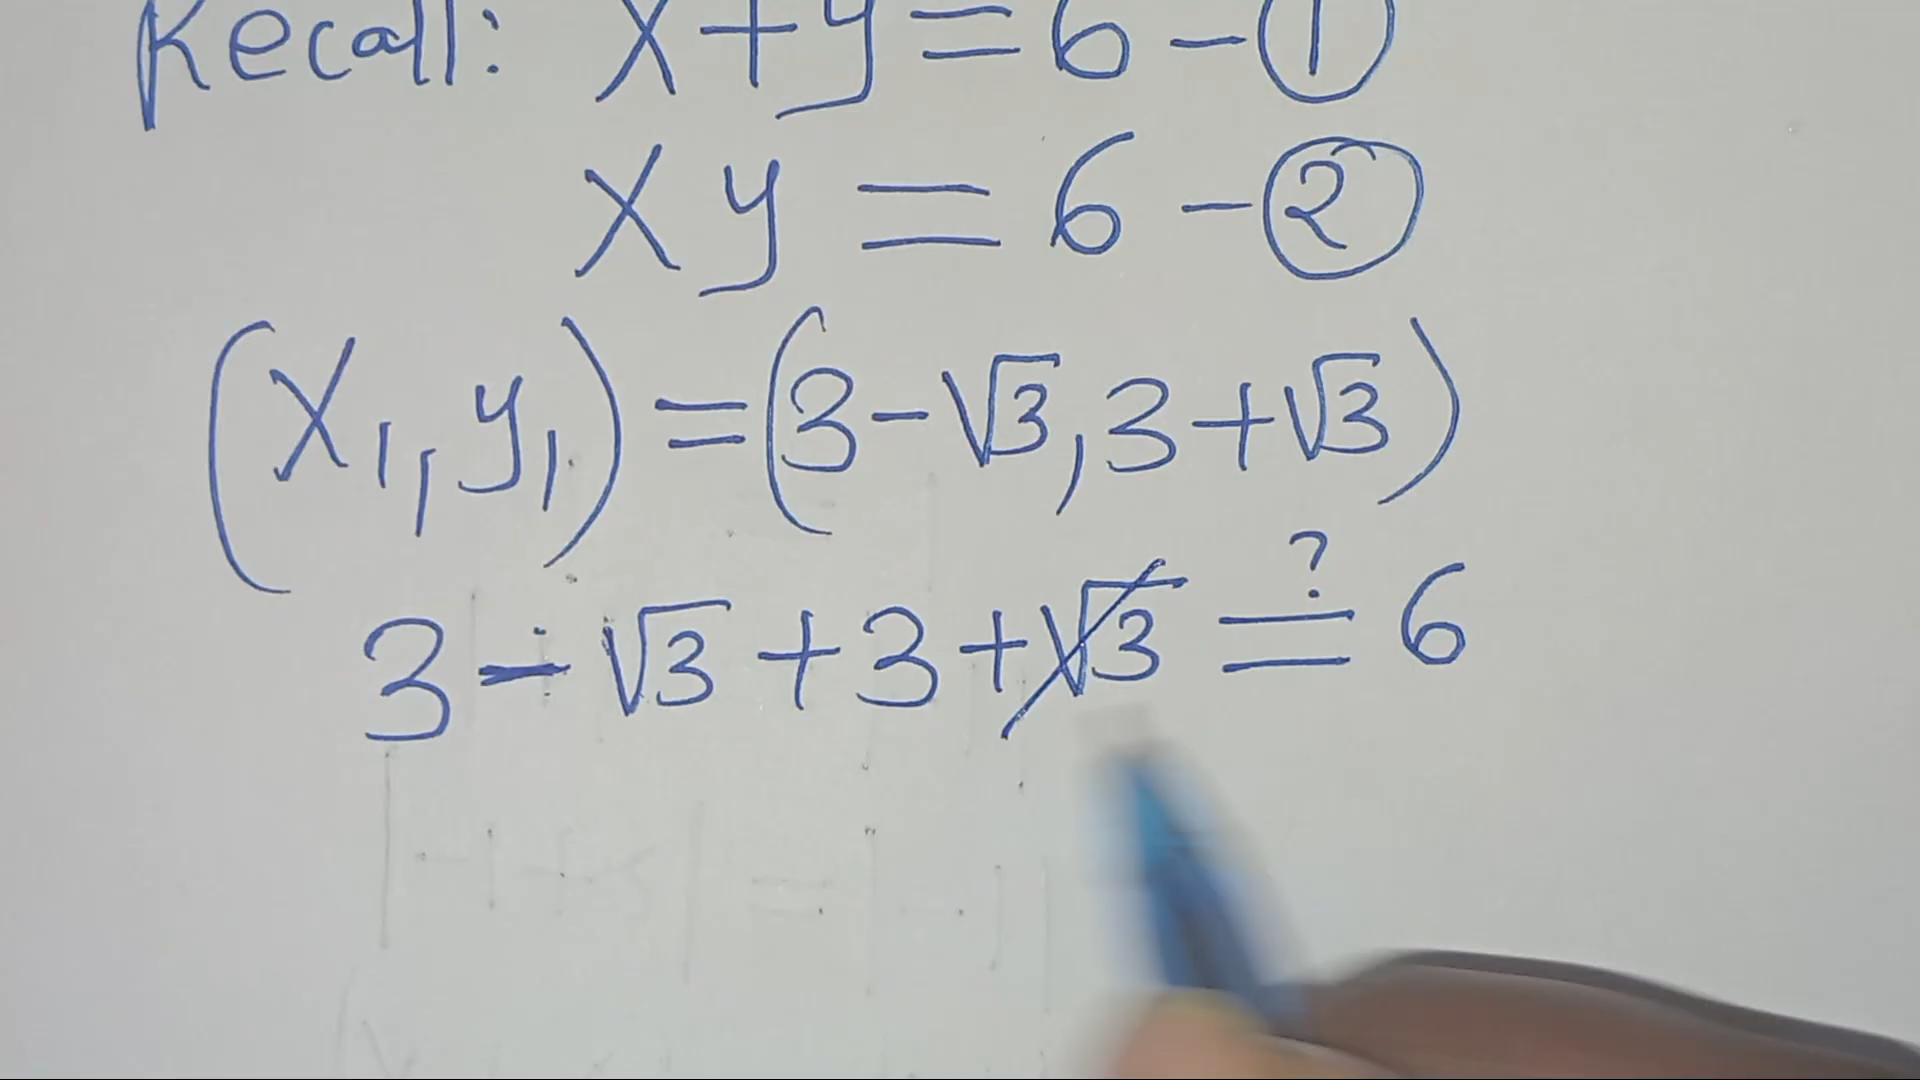 Recall: x+y=6-①
xy=6-②
(x₁,y₁)=(3-√3,3+√3)
?
3-√3+3+√3=6